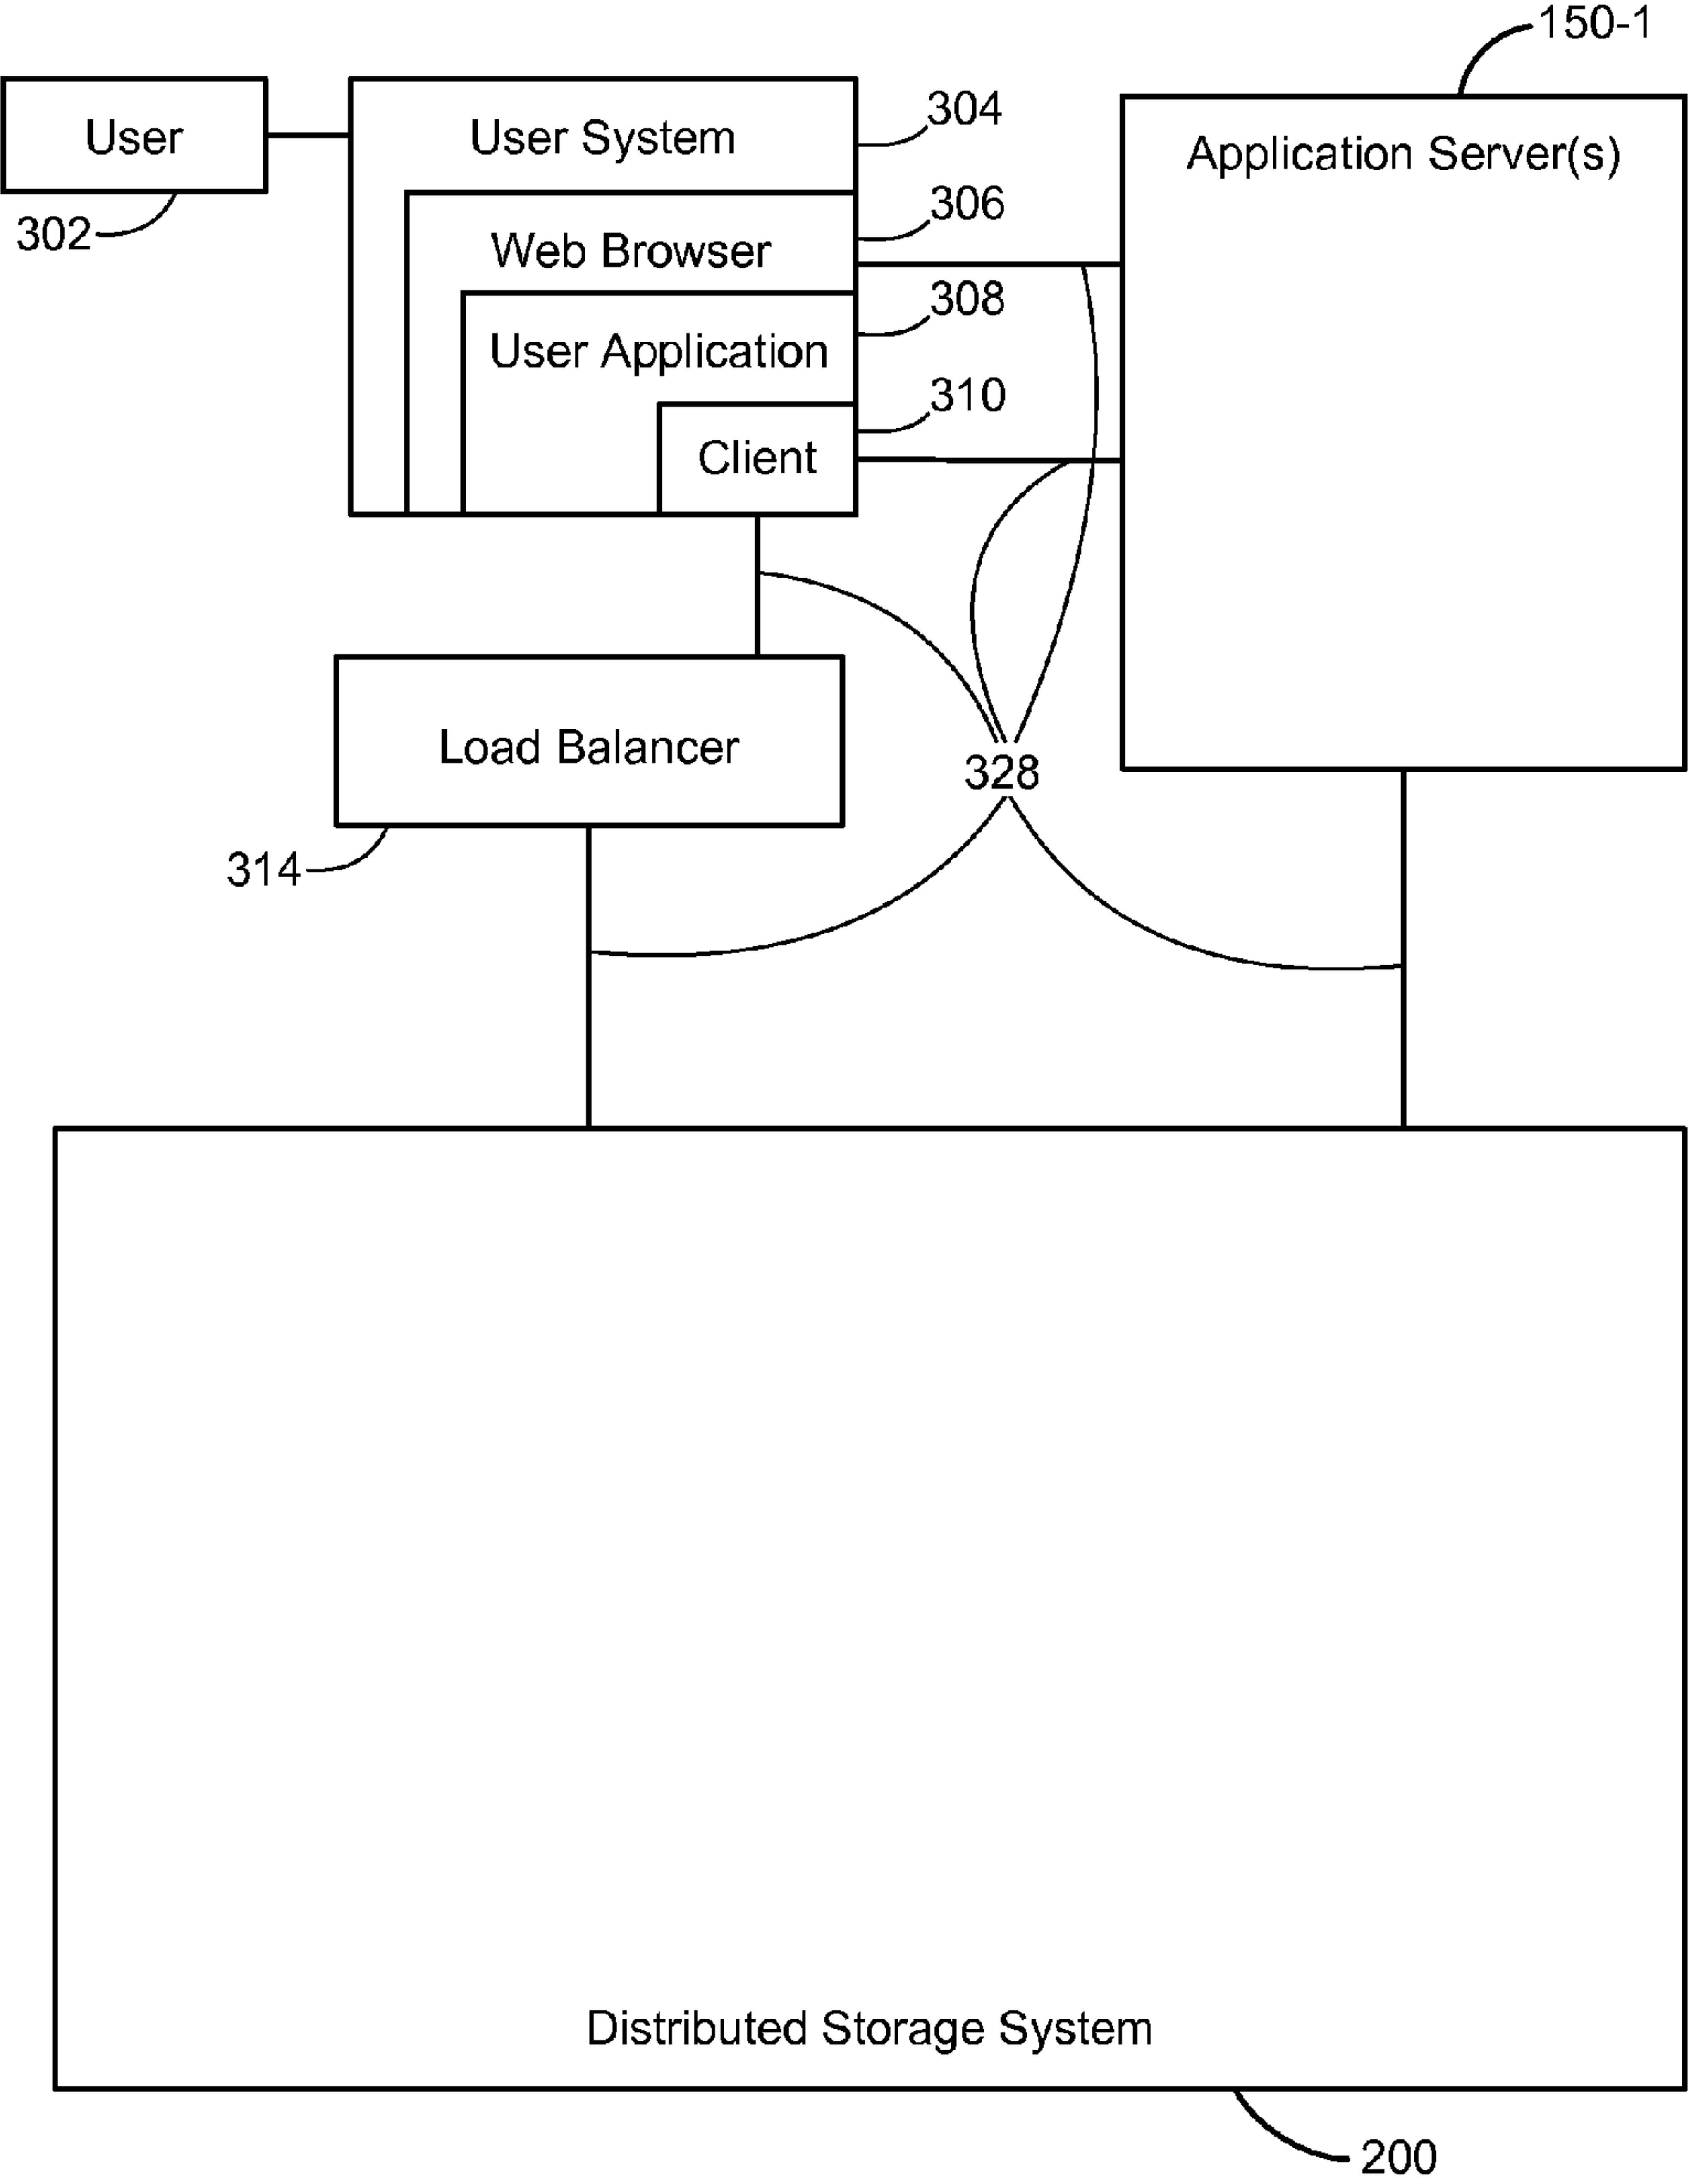 150-1
User
User System
304
Application Server(s)
302
306
Web Browser
308
User Application
310
Client
Load Balancer
328
314
Distributed Storage System
200